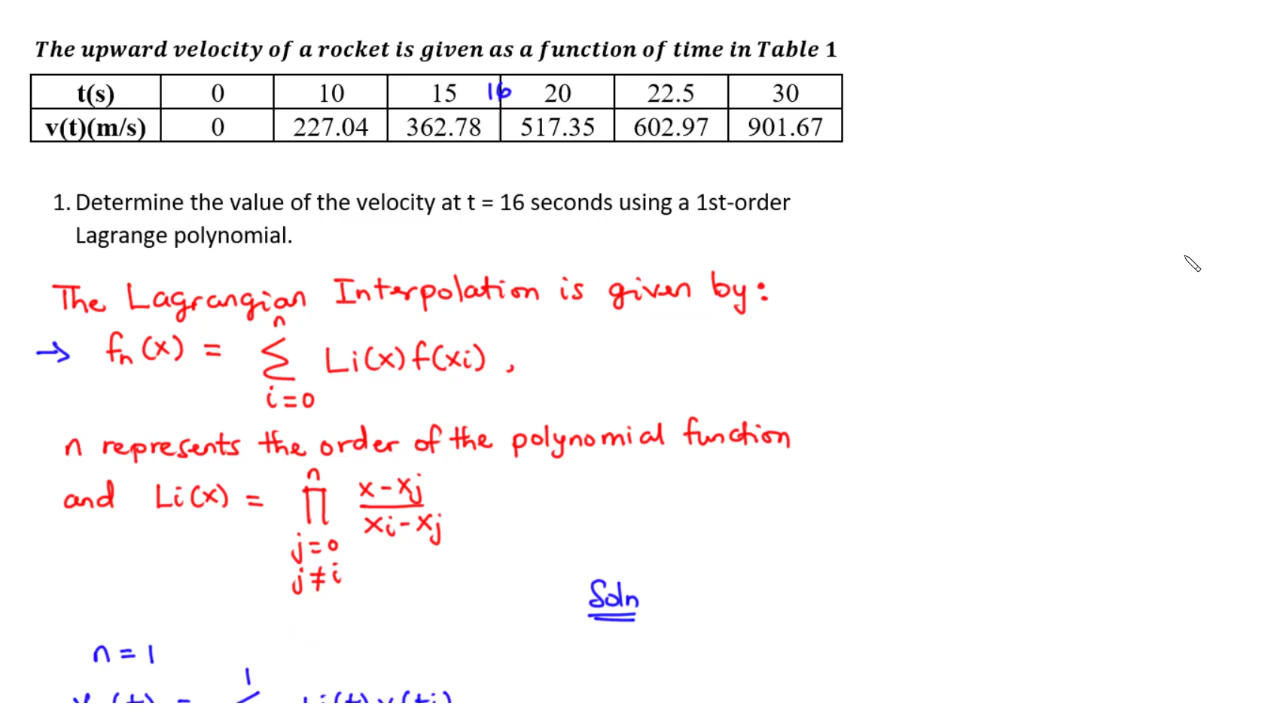 The upward velocity of a rocket is given as a function of time in Table 1
t(s) 0 10 15 16 20 22.5 30
v(t)(m/s) 0 227.04 362.78 517.35 602.97 901.67
1. Determine the value of the velocity at t = 16 seconds using a 1st-order
Lagrange polynomial.
The Lagrangian Interpolation is given by:
→ fn(x) = n Σ i=0 Li(x) f(xi) ,
n represents the order of the polynomial function
and Li(x) = n Π j=0 j≠i x-xj / xi-xj
Soln
n = 1
1